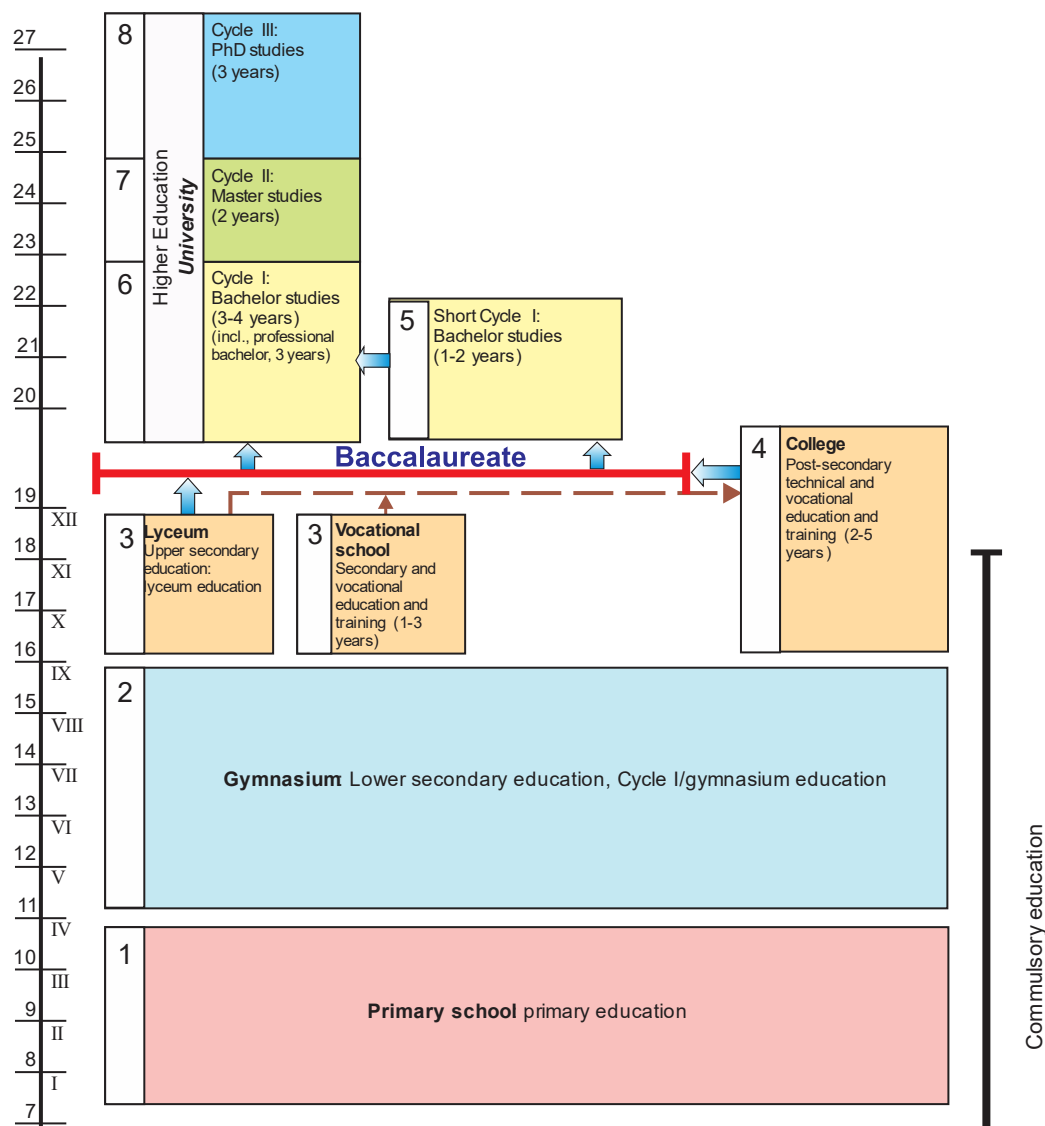 27
26
25
24
23
22
21
20
19
18
17
16
15
14
13
12
11
10
9
8
7
XII
XI
X
IX
VIII
VII
VI
V
IV
III
II
I
8
Higher Education
University
Cycle III:
PhD studies
(3 years)
7
Cycle II:
Master studies
(2 years)
6
Cycle I:
Bachelor studies
(3-4 years)
(incl., professional
bachelor, 3 years)
5
Short Cycle I:
Bachelor studies
(1-2 years)
Baccalaureate
4
College
Post-secondary
technical and
vocational
education and
training (2-5
years)
3
Lyceum
Upper secondary
education:
lyceum education
3
Vocational
school
Secondary and
vocational
education and
training (1-3
years)
2
Gymnasium: Lower secondary education, Cycle I/gymnasium education
1
Primary school primary education
Commulsory education